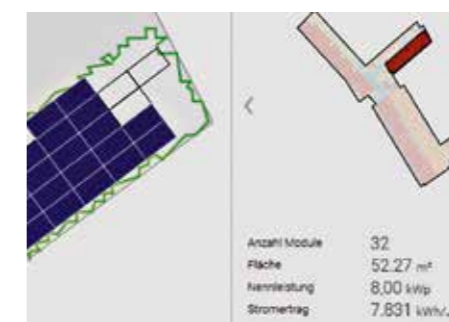 Anzahl Module 32
Fläche 52.27 m²
Nennleistung 8,00 kWp
Stromertrag 7.831 kWh/